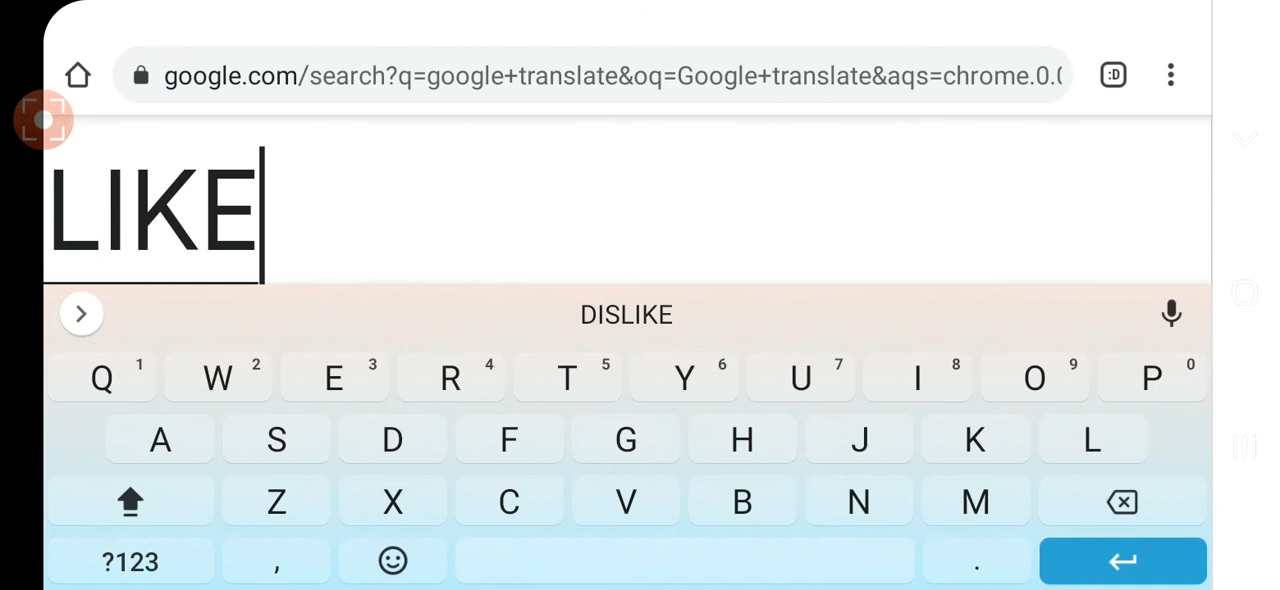 google.com/search?q=google+translate&oq=Google+translate&aqs=chrome.0.0
:D
LIKE
DISLIKE
Q 1 W 2 E 3 R 4 T 5 Y 6 U 7 I 8 O 9 P 0
A S D F G H J K L
Z X C V B N M
?123 , .